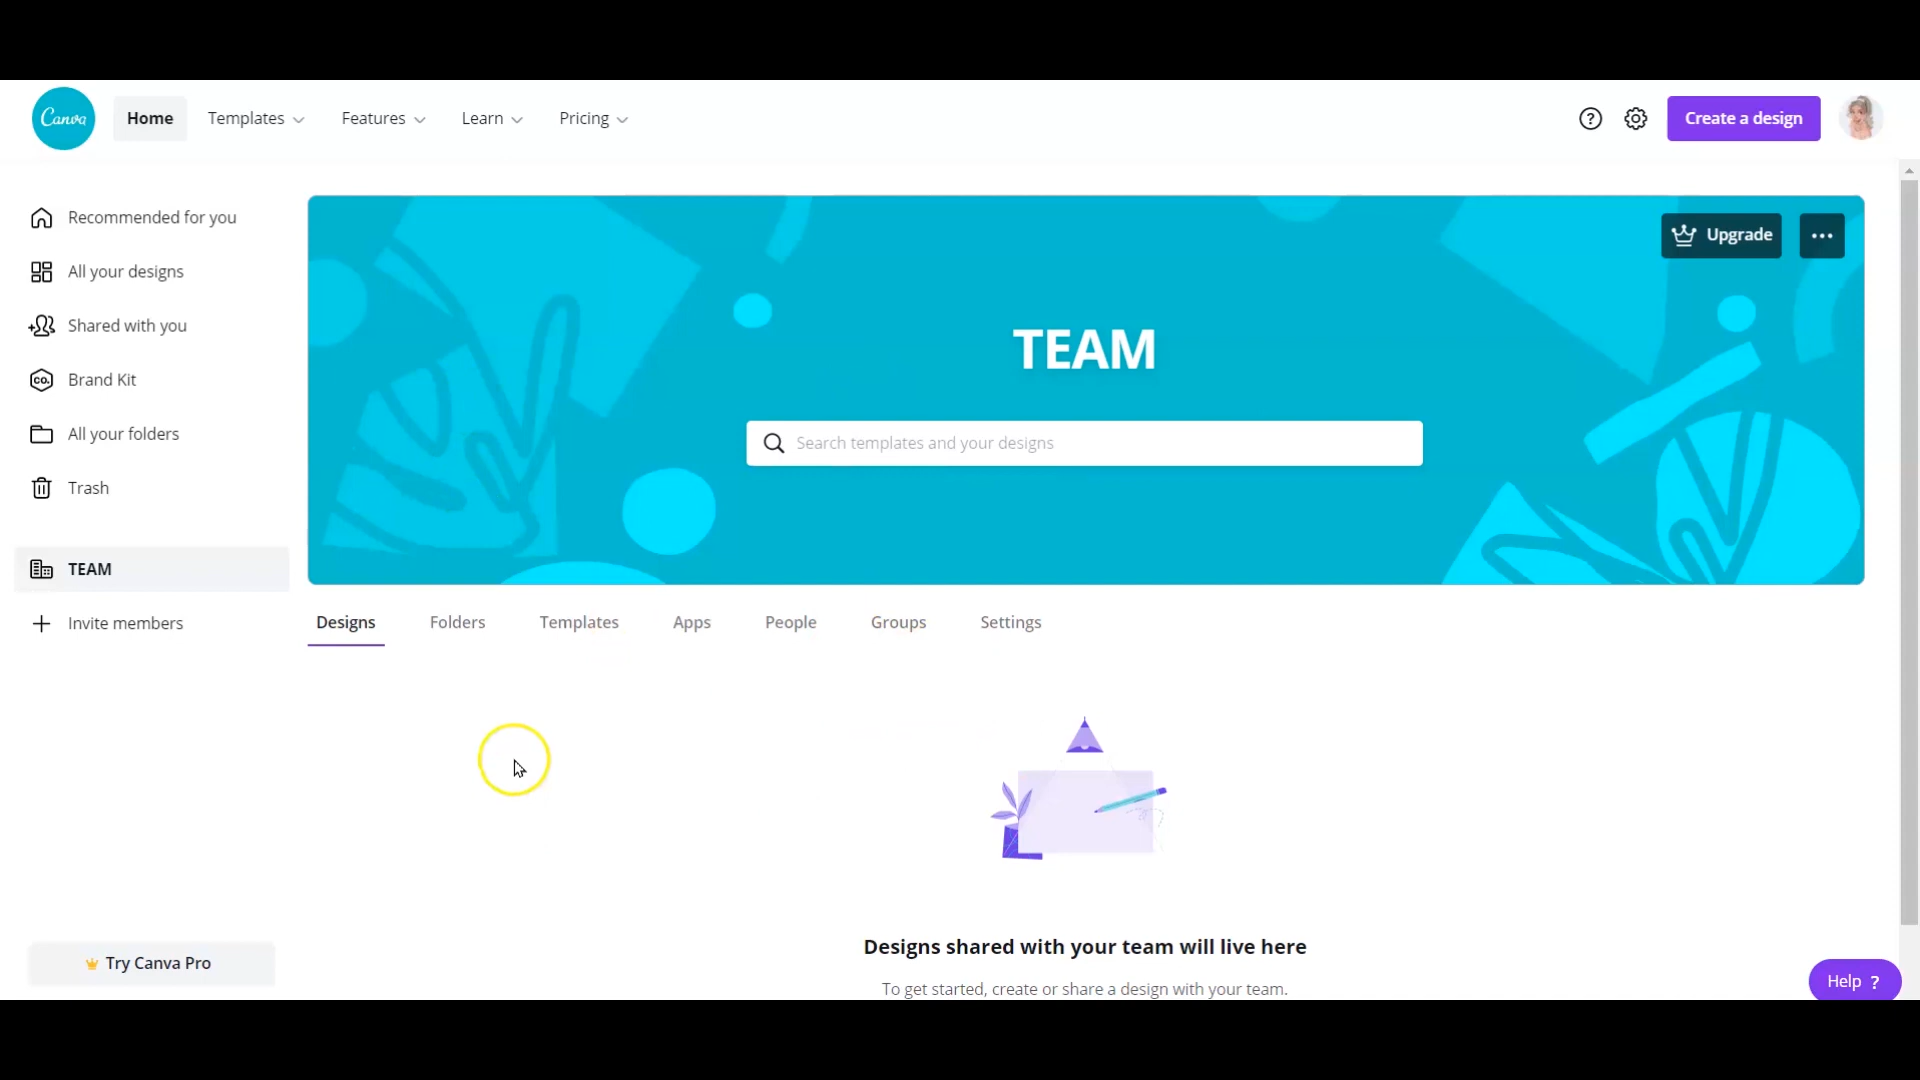 Canva
Home
Templates
Features
Learn
Pricing
?
Create a design
Recommended for you
All your designs
Shared with you
CO.
Brand Kit
All your folders
Trash
TEAM
Invite members
Try Canva Pro
Upgrade
TEAM
Search templates and your designs
Designs
Folders
Templates
Apps
People
Groups
Settings
Designs shared with your team will live here
To get started, create or share a design with your team.
Help ?